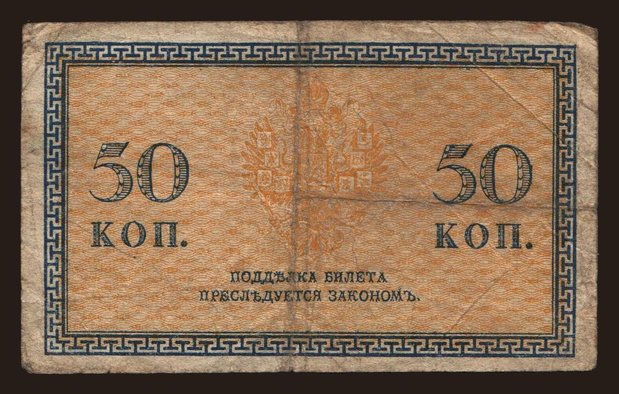 50 50
КОП. КОП.
ПОДДѢЛКА БИЛЕТА
ПРЕСЛѢДУЕТСЯ ЗАКОНОМЪ.